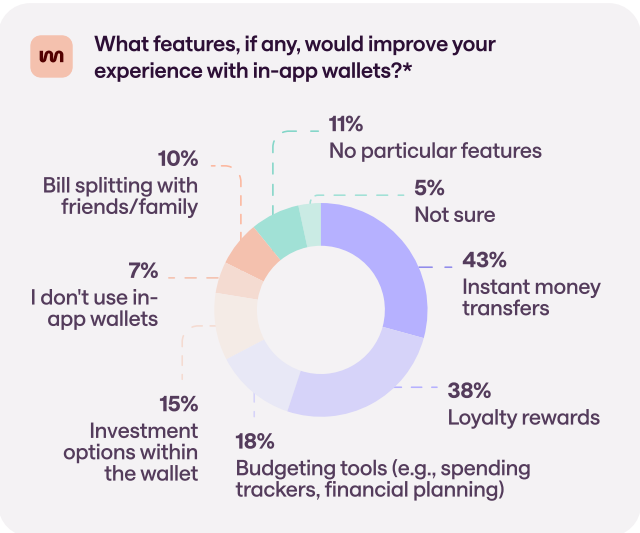 What features, if any, would improve your
experience with in-app wallets?*
11%
No particular features
5%
Not sure
43%
Instant money
transfers
38%
Loyalty rewards
18%
Budgeting tools (e.g., spending
trackers, financial planning)
15%
Investment
options within
the wallet
7%
I don't use in-
app wallets
10%
Bill splitting with
friends/family